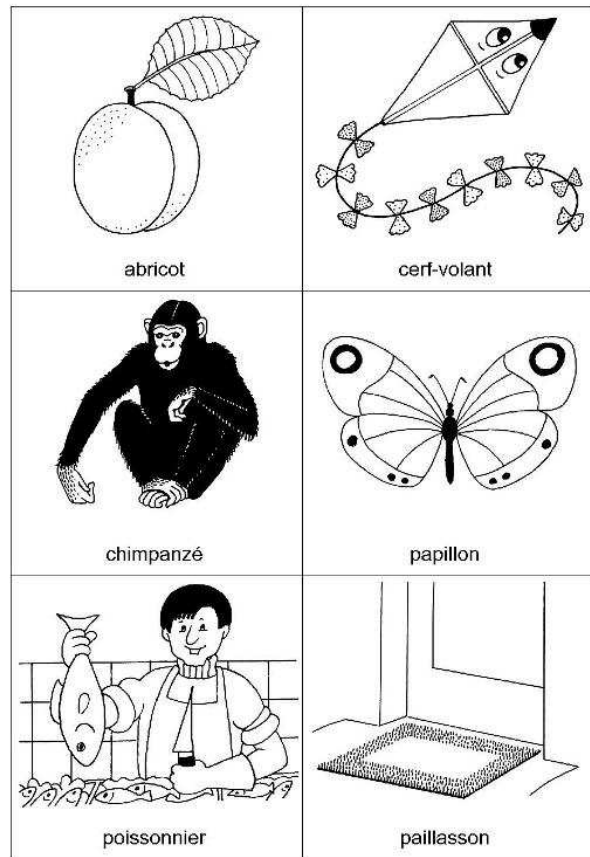 abricot
cerf-volant
chimpanzé
papillon
poissonnier
paillasson